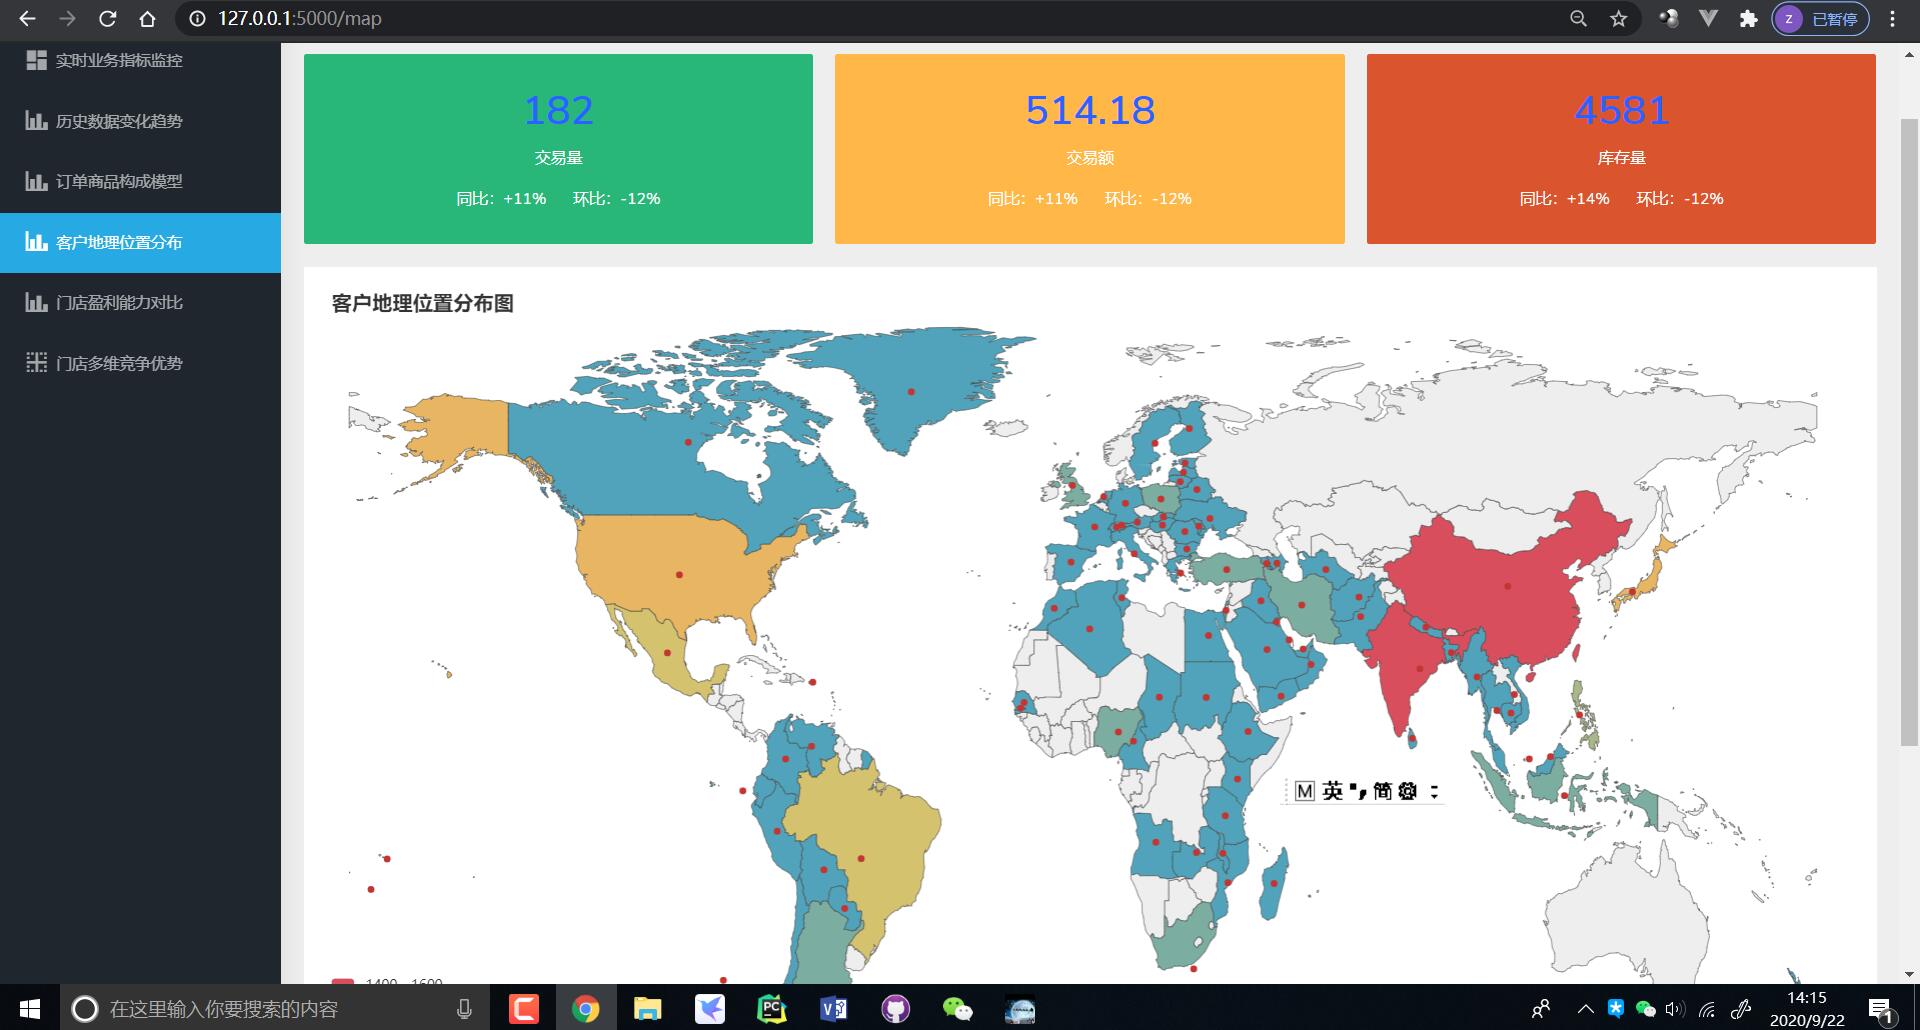 127.0.0.1:5000/map
Z
已暂停
实时业务指标监控
历史数据变化趋势
订单商品构成模型
客户地理位置分布
门店盈利能力对比
门店多维竞争优势
182
交易量
同比：+11% 环比：-12%
514.18
交易额
同比：+11% 环比：-12%
4581
库存量
同比：+14% 环比：-12%
客户地理位置分布图
M 英 简
1400 - 1600
在这里输入你要搜索的内容
C
PC
V
14:15
2020/9/22
1